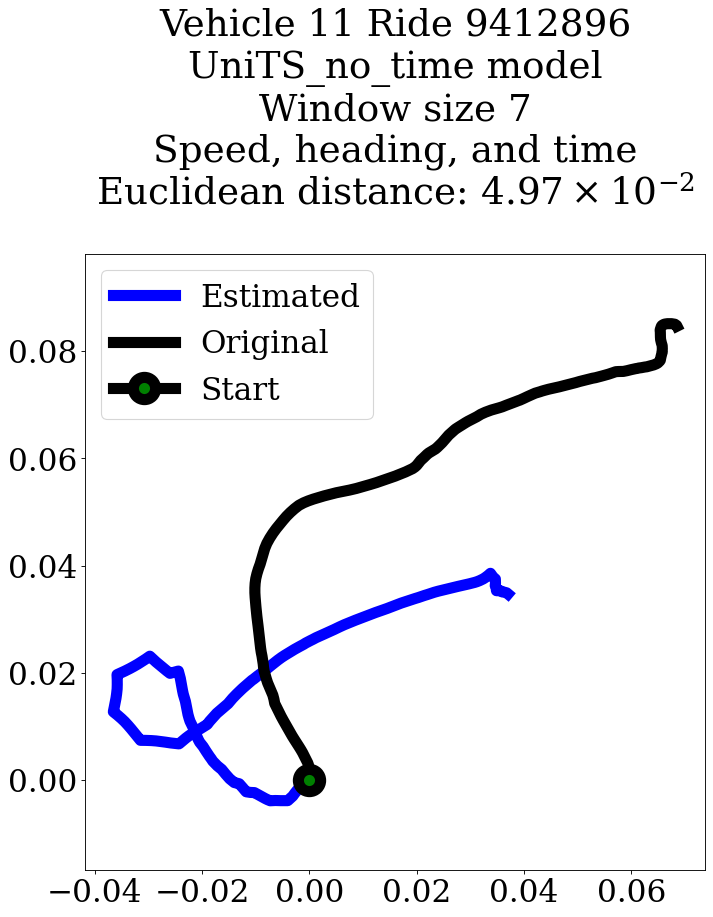 Vehicle 11 Ride 9412896
UniTS_no_time model
Window size 7
Speed, heading, and time
Euclidean distance: 4.97 × 10⁻²
Estimated
Original
Start
0.08
0.06
0.04
0.02
0.00
−0.04 −0.02 0.00 0.02 0.04 0.06